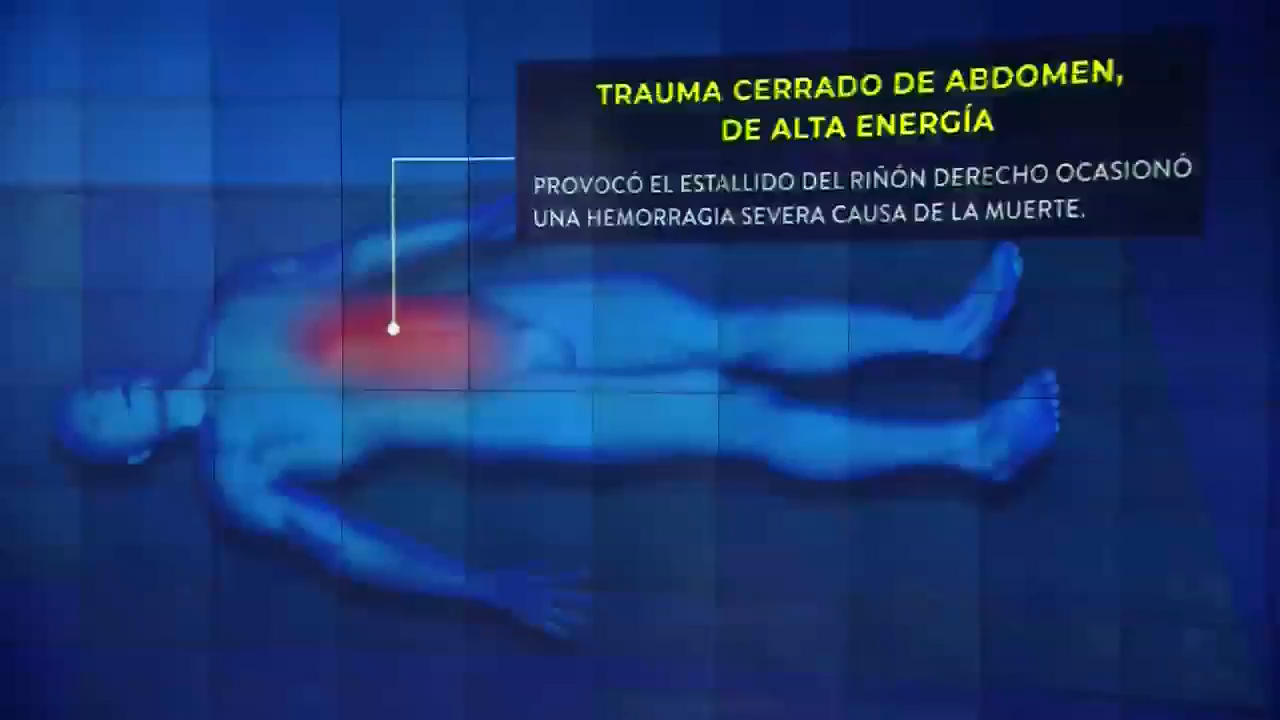 TRAUMA CERRADO DE ABDOMEN,
DE ALTA ENERGÍA
PROVOCÓ EL ESTALLIDO DEL RIÑÓN DERECHO OCASIONÓ
UNA HEMORRAGIA SEVERA CAUSA DE LA MUERTE.